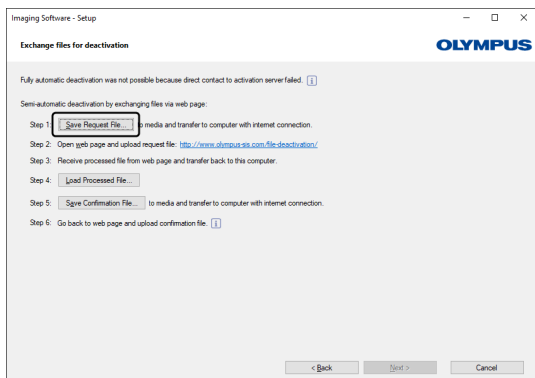 Imaging Software - Setup
Exchange files for deactivation
OLYMPUS
Fully automatic deactivation was not possible because direct contact to activation server failed. i
Semi-automatic deactivation by exchanging files via web page:
Step 1: Save Request File... to media and transfer to computer with internet connection.
Step 2: Open web page and upload request file: http://www.olympus-sis.com/file-deactivation/
Step 3: Receive processed file from web page and transfer back to this computer.
Step 4: Load Processed File...
Step 5: Save Confirmation File... to media and transfer to computer with internet connection.
Step 6: Go back to web page and upload confirmation file. i
< Back Next > Cancel